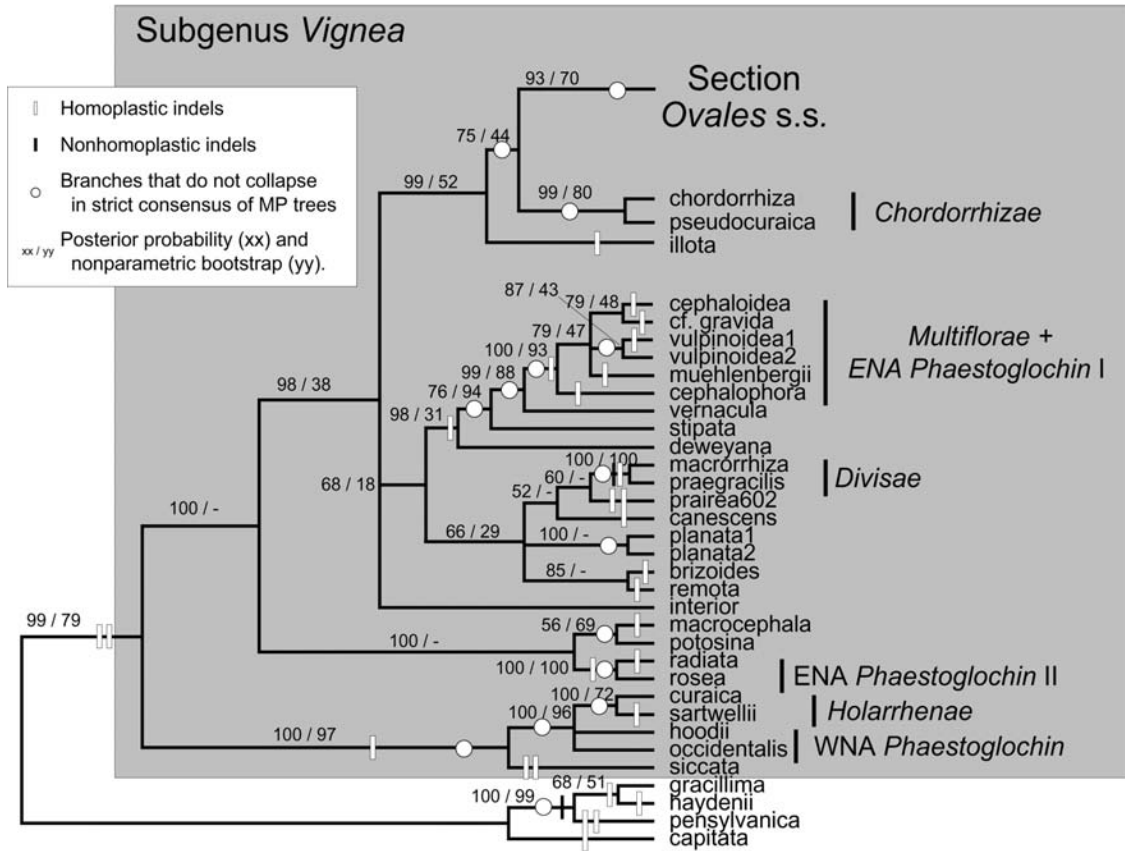 Subgenus Vignea
Homoplastic indels
Nonhomoplastic indels
Branches that do not collapse
in strict consensus of MP trees
xx / yy Posterior probability (xx) and
nonparametric bootstrap (yy).
93 / 70
Section
Ovales s.s.
75 / 44
99 / 52
99 / 80
chordorrhiza
pseudocuraica
Chordorrhizae
illota
87 / 43
79 / 48
cephaloidea
cf. gravida
79 / 47
vulpinoidea1
vulpinoidea2
Multiflorae +
ENA Phaestoglochin I
100 / 93
muehlenbergii
99 / 88
cephalophora
76 / 94
vernacula
98 / 38
98 / 31
stipata
deweyana
100 / 100
macrorrhiza
praegracilis
Divisae
60 / -
prairea602
68 / 18
52 / -
canescens
66 / 29
100 / -
planata1
planata2
100 / -
85 / -
brizoides
remota
interior
99 / 79
100 / -
56 / 69
macrocephala
potosina
100 / 100
radiata
rosea
ENA Phaestoglochin II
100 / 72
curaica
sartwellii
Holarrhenae
100 / 97
100 / 96
hoodii
occidentalis
WNA Phaestoglochin
siccata
68 / 51
gracillima
100 / 99
haydenii
pensylvanica
capitata